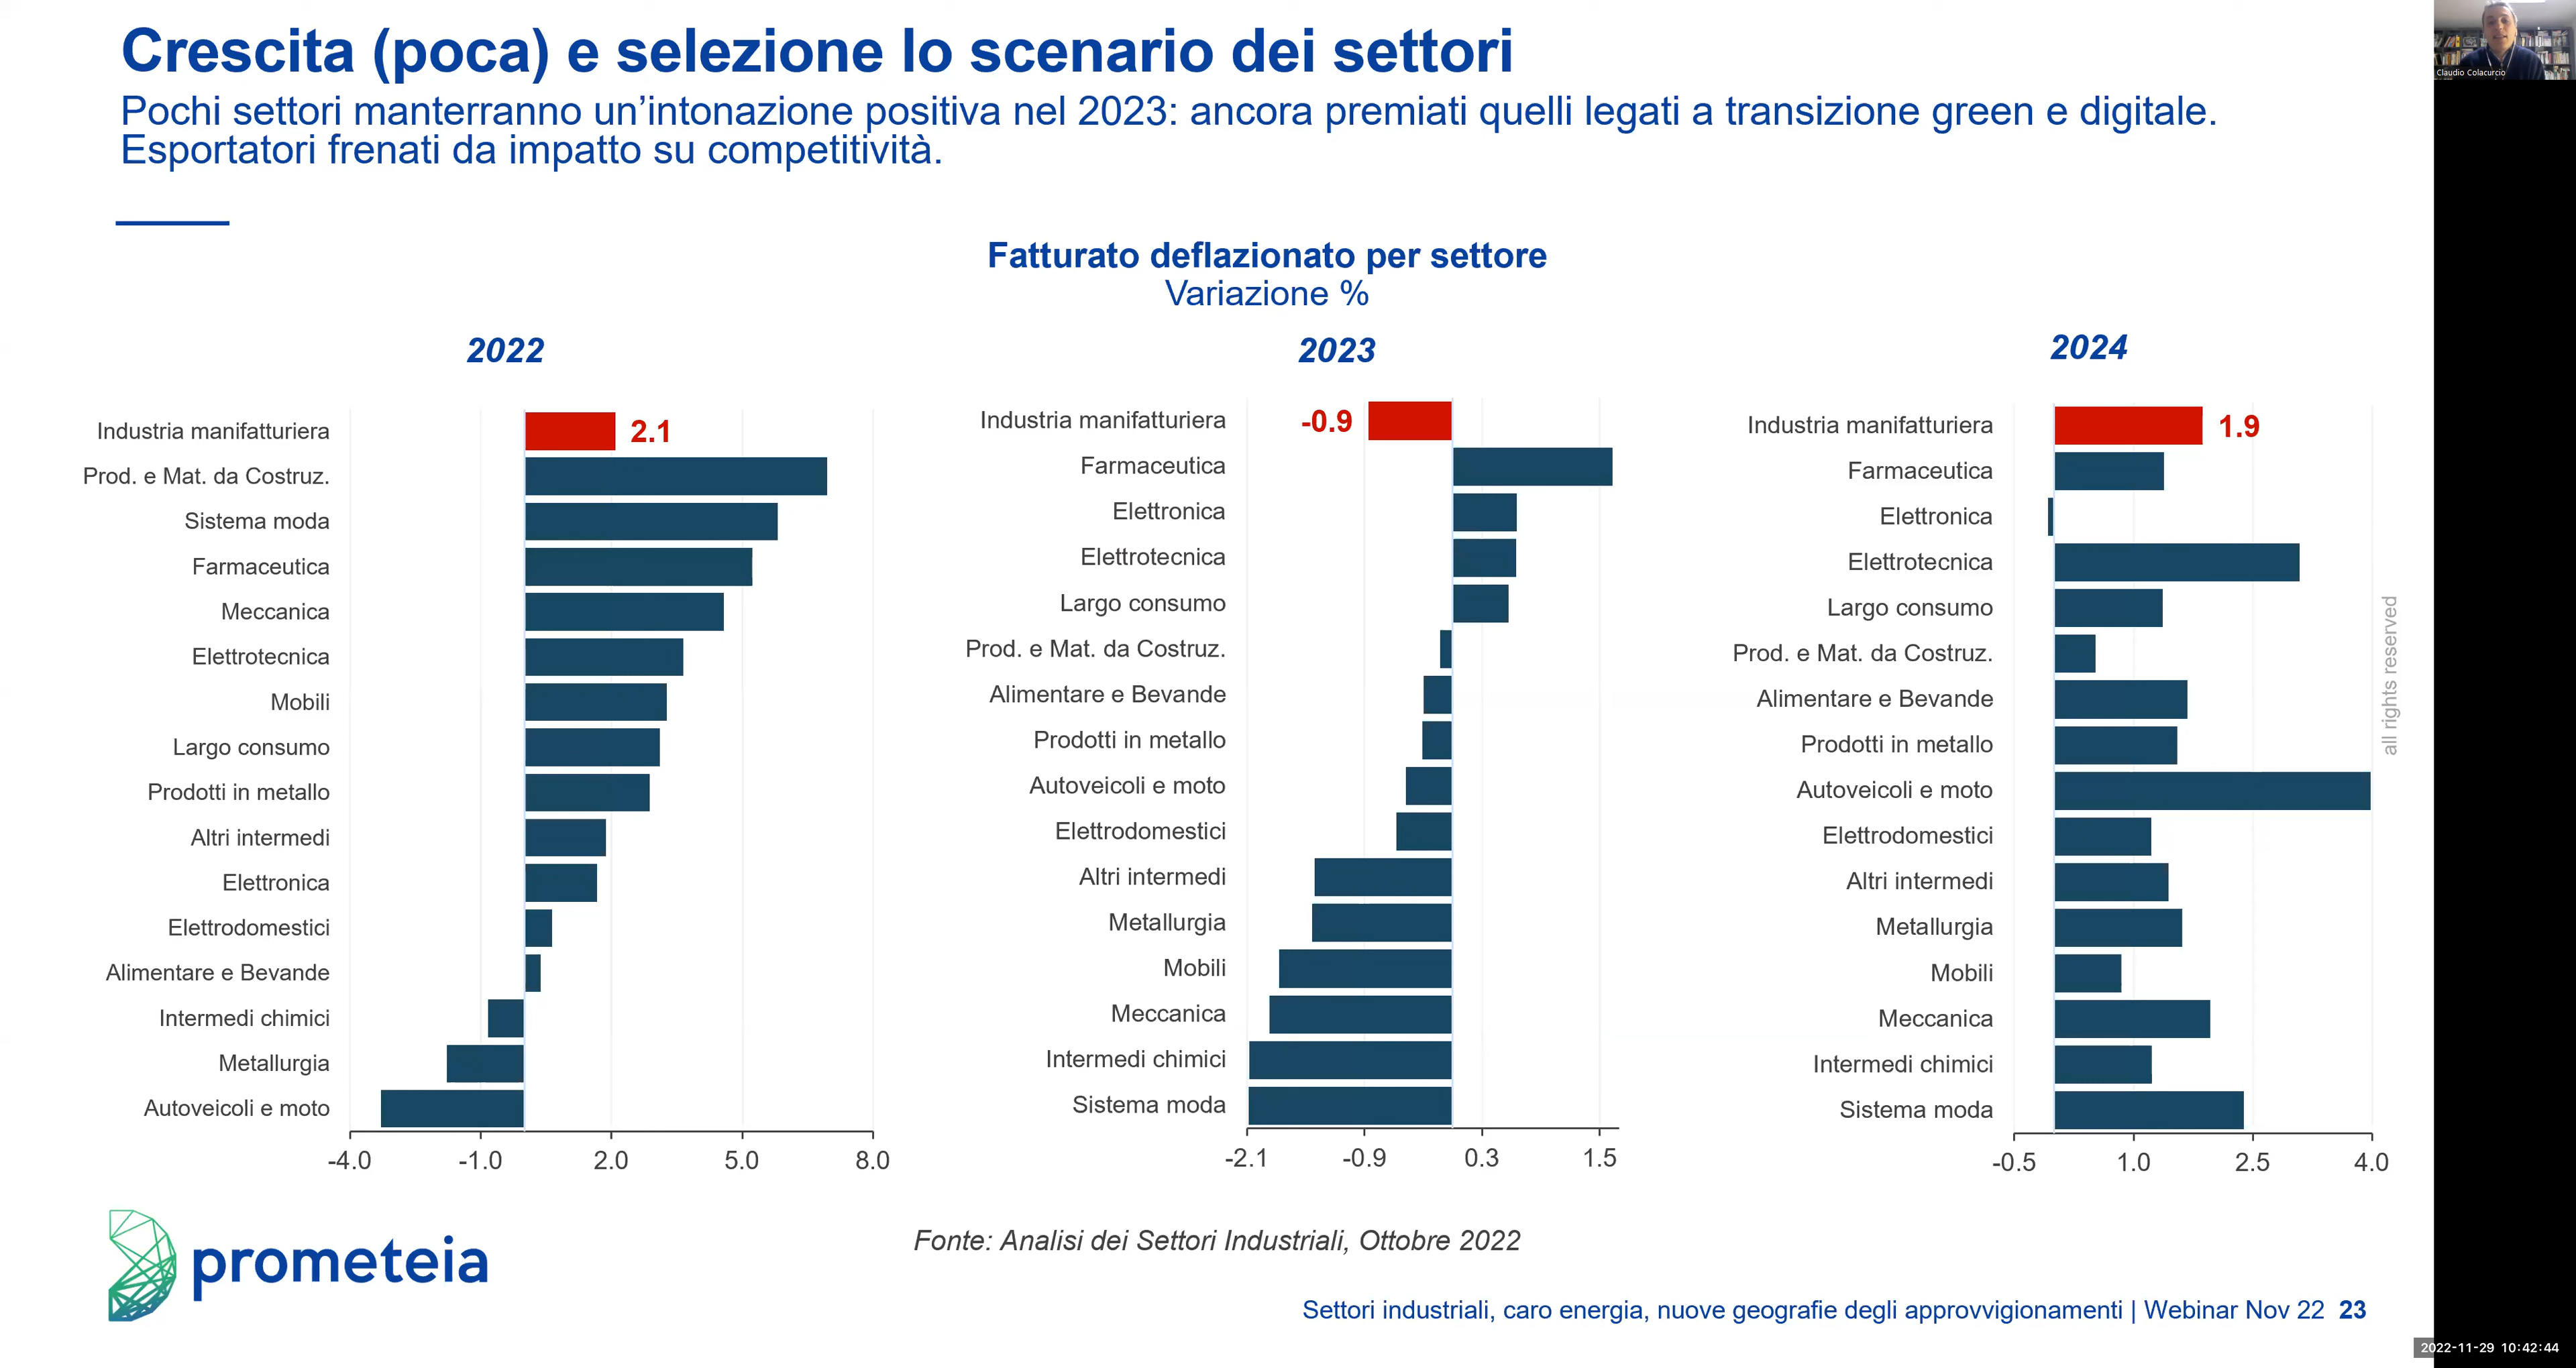 Crescita (poca) e selezione lo scenario dei settori
Pochi settori manterranno un’intonazione positiva nel 2023: ancora premiati quelli legati a transizione green e digitale.
Esportatori frenati da impatto su competitività.
Claudio Colacurcio
Fatturato deflazionato per settore
Variazione %
2022
Industria manifatturiera
2.1
Prod. e Mat. da Costruz.
Sistema moda
Farmaceutica
Meccanica
Elettrotecnica
Mobili
Largo consumo
Prodotti in metallo
Altri intermedi
Elettronica
Elettrodomestici
Alimentare e Bevande
Intermedi chimici
Metallurgia
Autoveicoli e moto
-4.0 -1.0 2.0 5.0 8.0
2023
Industria manifatturiera
-0.9
Farmaceutica
Elettronica
Elettrotecnica
Largo consumo
Prod. e Mat. da Costruz.
Alimentare e Bevande
Prodotti in metallo
Autoveicoli e moto
Elettrodomestici
Altri intermedi
Metallurgia
Mobili
Meccanica
Intermedi chimici
Sistema moda
-2.1 -0.9 0.3 1.5
2024
Industria manifatturiera
1.9
Farmaceutica
Elettronica
Elettrotecnica
Largo consumo
Prod. e Mat. da Costruz.
Alimentare e Bevande
Prodotti in metallo
Autoveicoli e moto
Elettrodomestici
Altri intermedi
Metallurgia
Mobili
Meccanica
Intermedi chimici
Sistema moda
-0.5 1.0 2.5 4.0
all rights reserved
prometeia
Fonte: Analisi dei Settori Industriali, Ottobre 2022
Settori industriali, caro energia, nuove geografie degli approvvigionamenti | Webinar Nov 22 23
2022-11-29 10:42:44